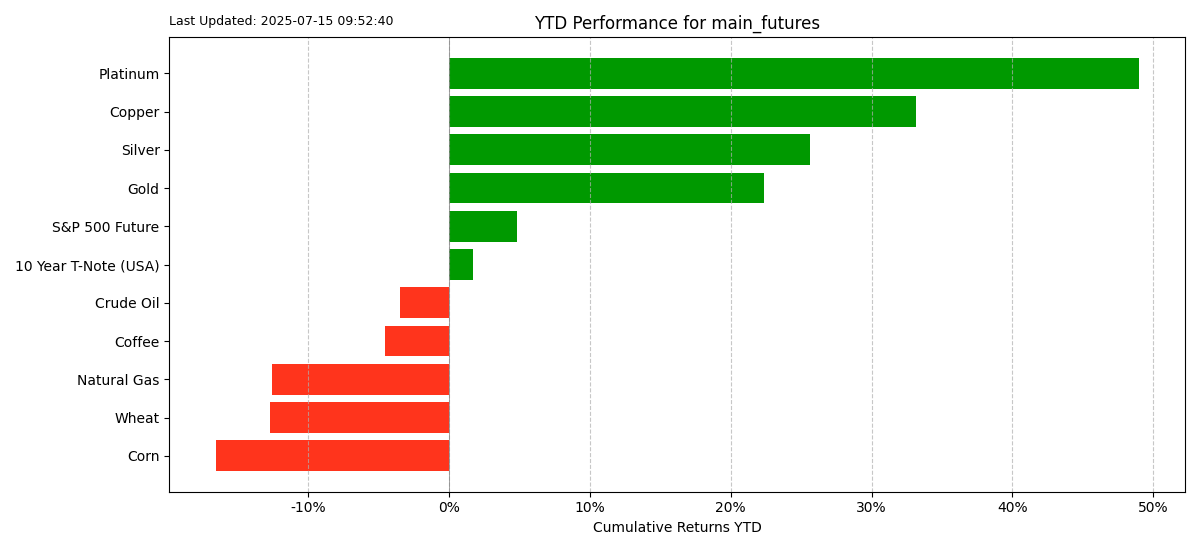 Last Updated: 2025-07-15 09:52:40
YTD Performance for main_futures
Platinum
Copper
Silver
Gold
S&P 500 Future
10 Year T-Note (USA)
Crude Oil
Coffee
Natural Gas
Wheat
Corn
-10% 0% 10% 20% 30% 40% 50%
Cumulative Returns YTD